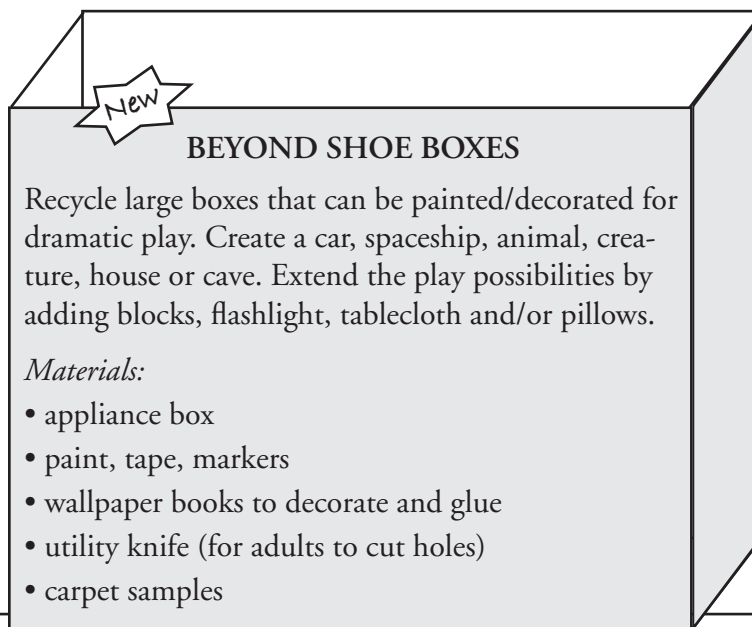 New
BEYOND SHOE BOXES
Recycle large boxes that can be painted/decorated for
dramatic play. Create a car, spaceship, animal, crea-
ture, house or cave. Extend the play possibilities by
adding blocks, flashlight, tablecloth and/or pillows.
Materials:
• appliance box
• paint, tape, markers
• wallpaper books to decorate and glue
• utility knife (for adults to cut holes)
• carpet samples